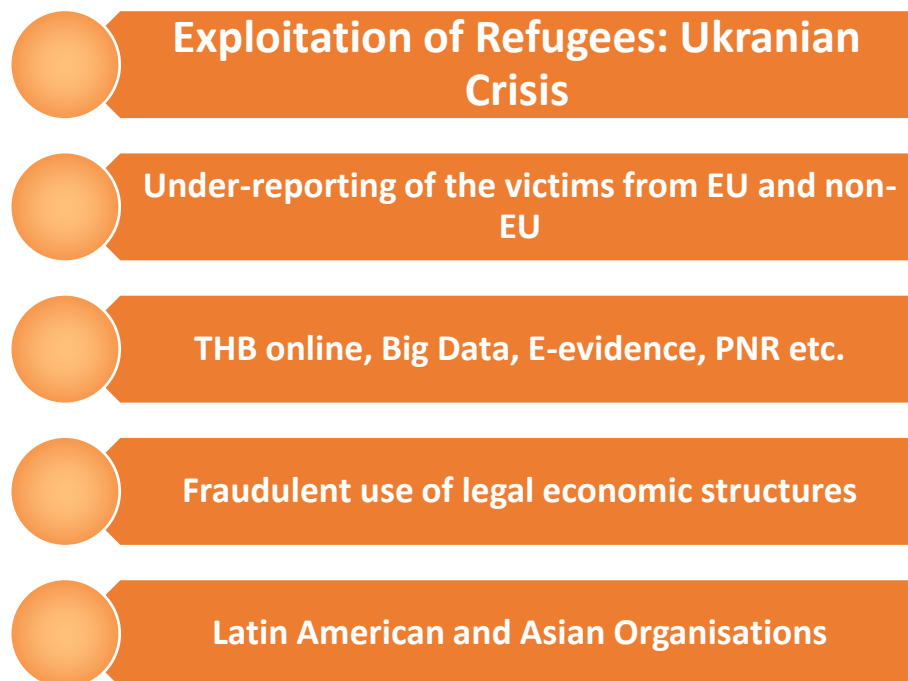 Exploitation of Refugees: Ukranian
Crisis
Under-reporting of the victims from EU and non-
EU
THB online, Big Data, E-evidence, PNR etc.
Fraudulent use of legal economic structures
Latin American and Asian Organisations